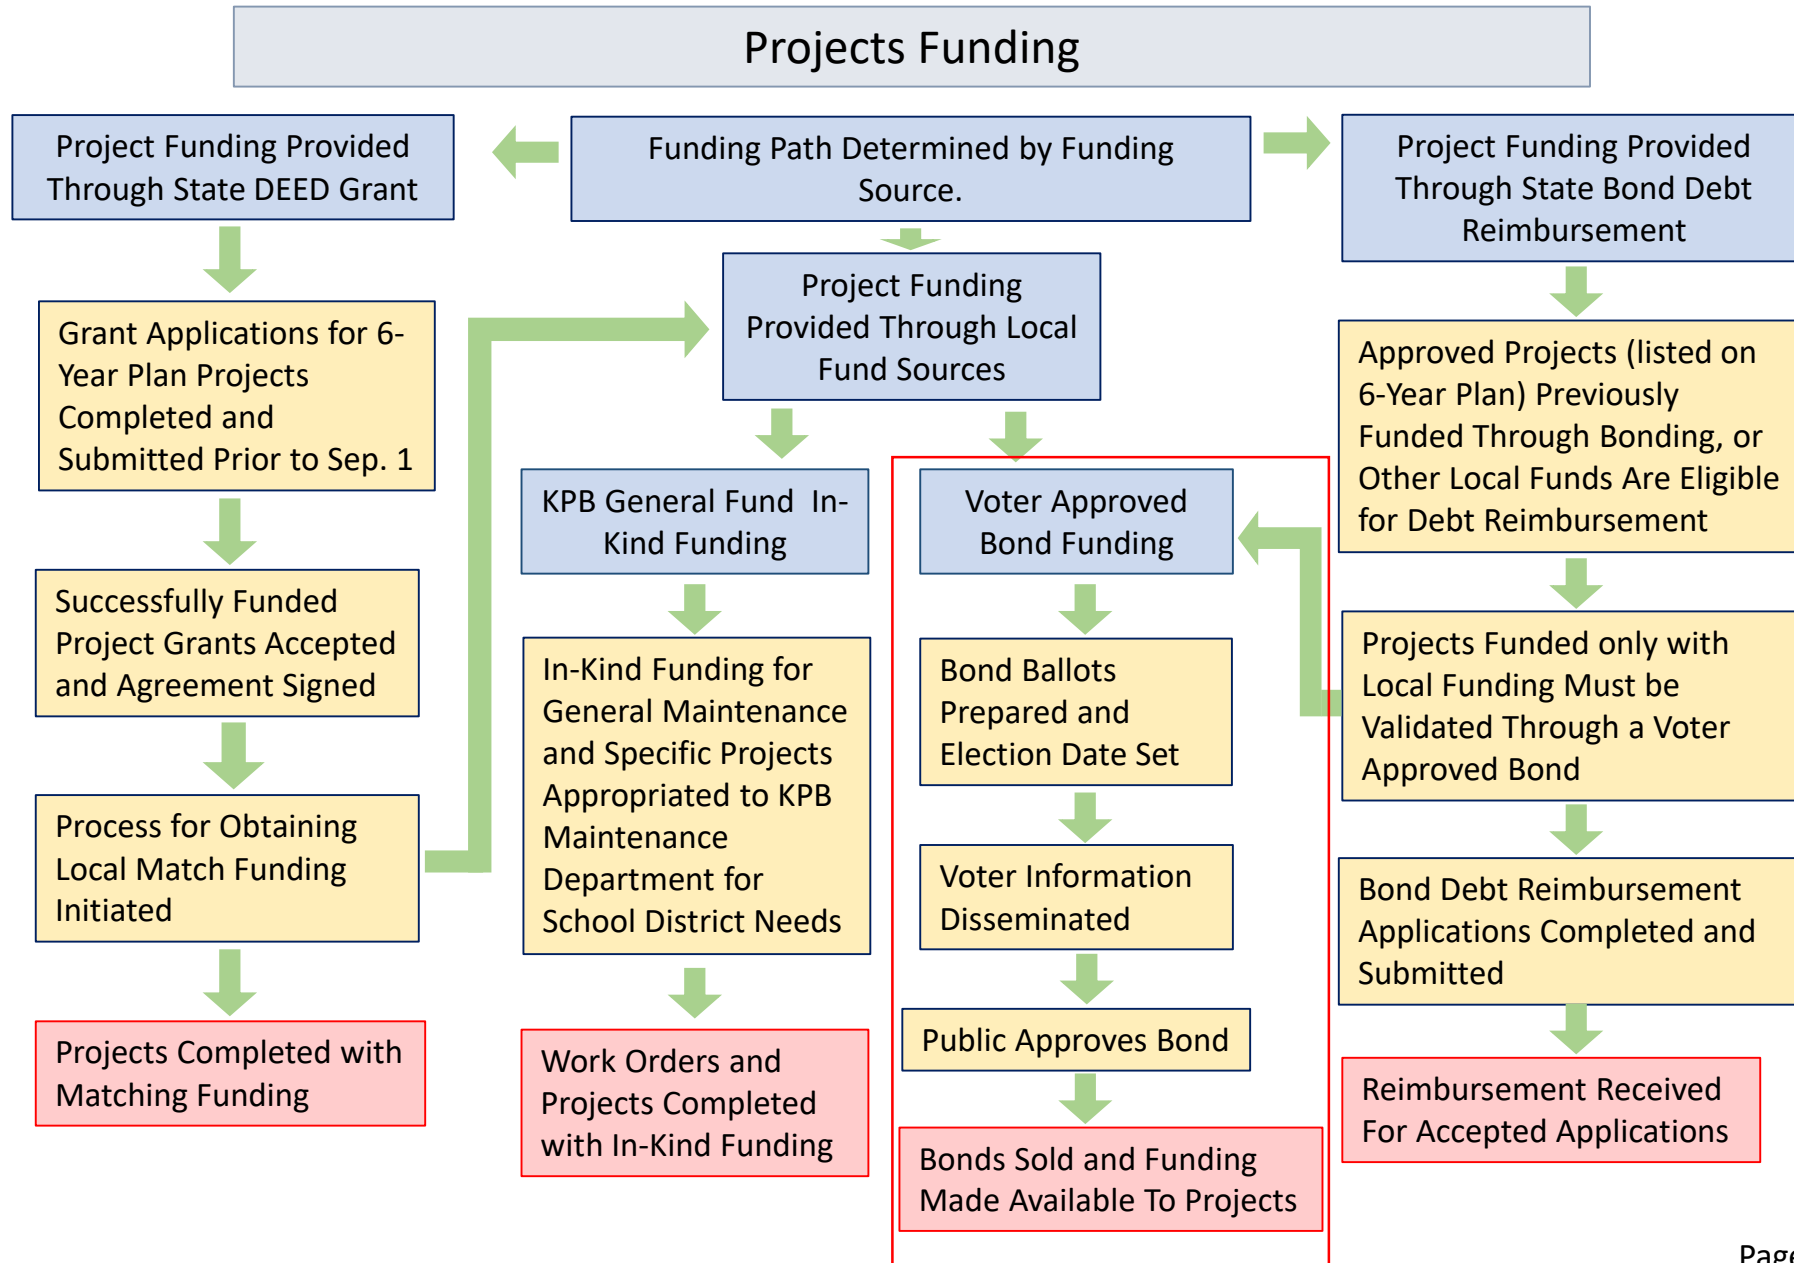 Projects Funding
Project Funding Provided
Through State DEED Grant
Grant Applications for 6-
Year Plan Projects
Completed and
Submitted Prior to Sep. 1
Successfully Funded
Project Grants Accepted
and Agreement Signed
Process for Obtaining
Local Match Funding
Initiated
Projects Completed with
Matching Funding
Funding Path Determined by Funding
Source.
Project Funding
Provided Through Local
Fund Sources
KPB General Fund  In-
Kind Funding
In-Kind Funding for
General Maintenance
and Specific Projects
Appropriated to KPB
Maintenance
Department for
School District Needs
Work Orders and
Projects Completed
with In-Kind Funding
Voter Approved
Bond Funding
Bond Ballots
Prepared and
Election Date Set
Voter Information
Disseminated
Public Approves Bond
Bonds Sold and Funding
Made Available To Projects
Project Funding Provided
Through State Bond Debt
Reimbursement
Approved Projects (listed on
6-Year Plan) Previously
Funded Through Bonding, or
Other Local Funds Are Eligible
for Debt Reimbursement
Projects Funded only with
Local Funding Must be
Validated Through a Voter
Approved Bond
Bond Debt Reimbursement
Applications Completed and
Submitted
Reimbursement Received
For Accepted Applications
Page